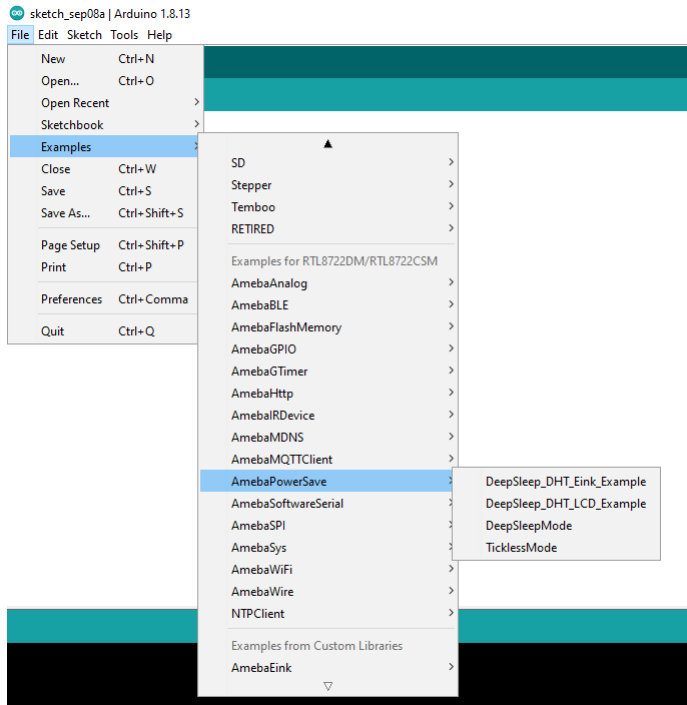 sketch_sep08a | Arduino 1.8.13
File Edit Sketch Tools Help
New Ctrl+N
Open... Ctrl+O
Open Recent
Sketchbook
Examples
Close Ctrl+W
Save Ctrl+S
Save As... Ctrl+Shift+S
Page Setup Ctrl+Shift+P
Print Ctrl+P
Preferences Ctrl+Comma
Quit Ctrl+Q
SD
Stepper
Temboo
RETIRED
Examples for RTL8722DM/RTL8722CSM
AmebaAnalog
AmebaBLE
AmebaFlashMemory
AmebaGPIO
AmebaGTimer
AmebaHttp
AmebaIRDevice
AmebaMDNS
AmebaMQTTClient
AmebaPowerSave
AmebaSoftwareSerial
AmebaSPI
AmebaSys
AmebaWiFi
AmebaWire
NTPClient
Examples from Custom Libraries
AmebaEink
DeepSleep_DHT_Eink_Example
DeepSleep_DHT_LCD_Example
DeepSleepMode
TicklessMode